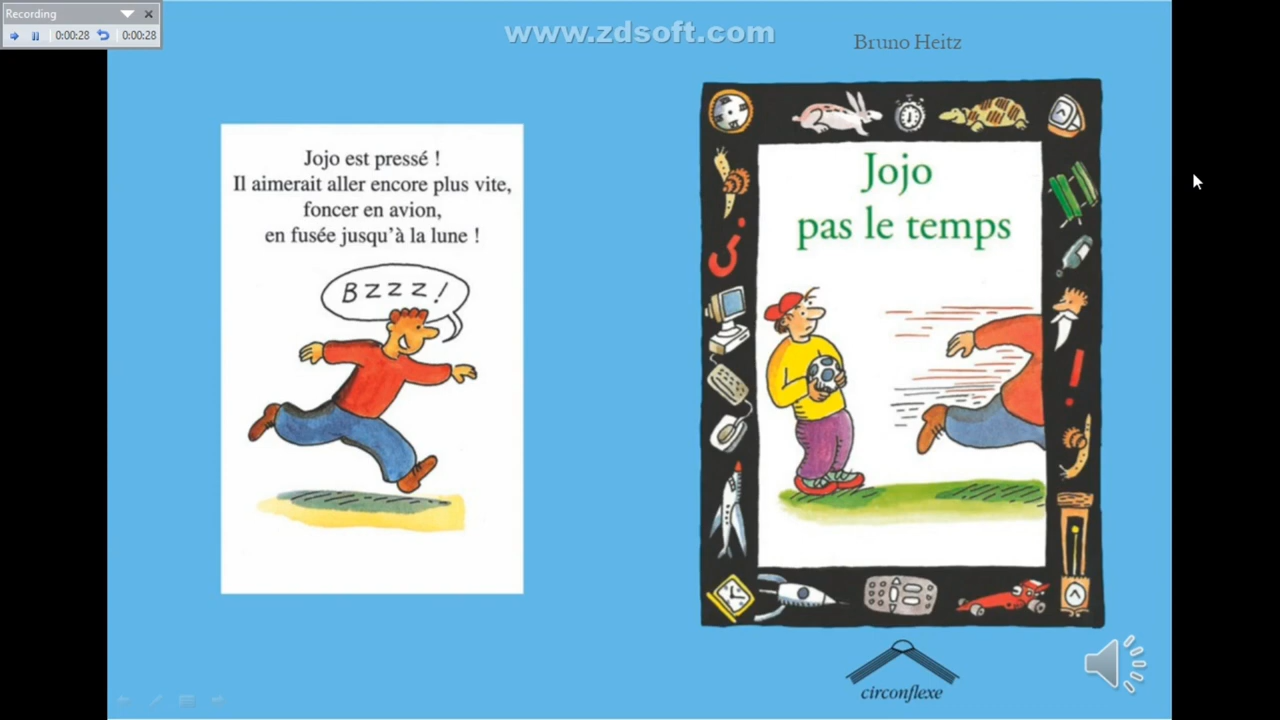 Recording
0:00:28
0:00:28
www.zdsoft.com
Bruno Heitz
Jojo est pressé !
Il aimerait aller encore plus vite,
foncer en avion,
en fusée jusqu'à la lune !
BZZZ!
Jojo
pas le temps
circonflexe